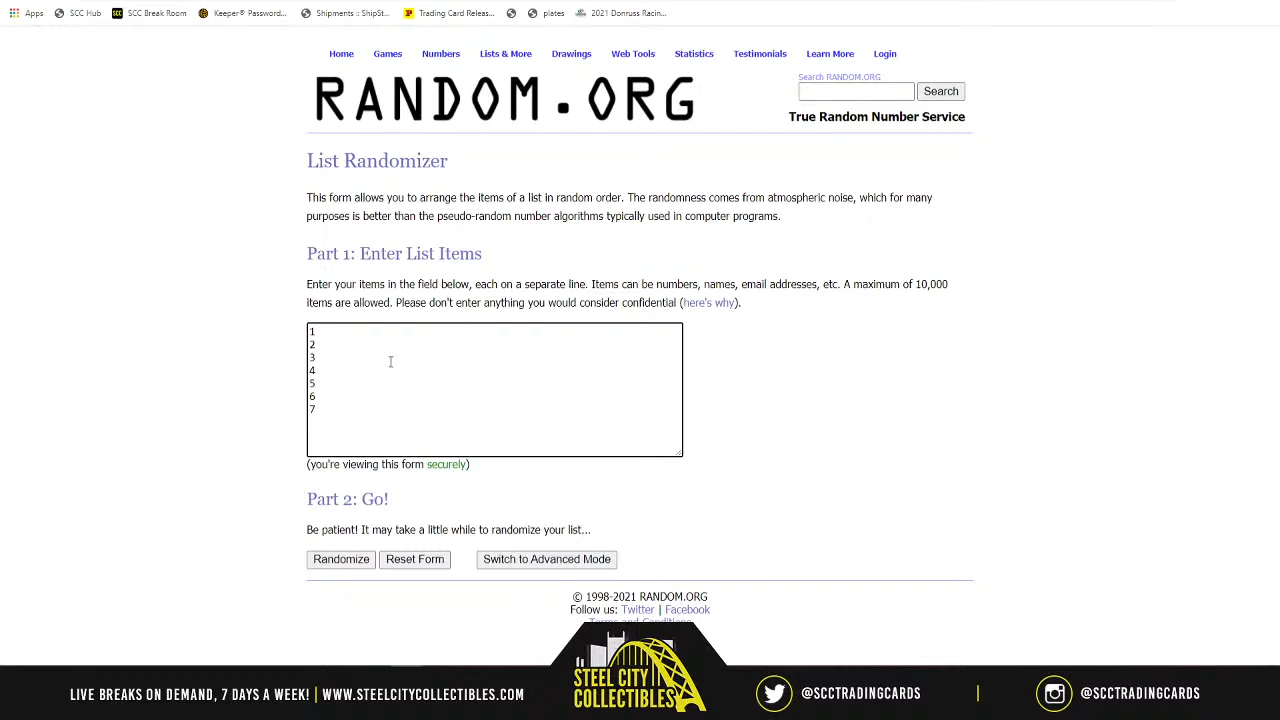 Apps SCC Hub SCC Break Room Keeper® Password... Shipments :: ShipSt... Trading Card Releas... plates 2021 Donruss Racin...
Home Games Numbers Lists & More Drawings Web Tools Statistics Testimonials Learn More Login
Search RANDOM.ORG
RANDOM.ORG
Search
True Random Number Service
List Randomizer
This form allows you to arrange the items of a list in random order. The randomness comes from atmospheric noise, which for many
purposes is better than the pseudo-random number algorithms typically used in computer programs.
Part 1: Enter List Items
Enter your items in the field below, each on a separate line. Items can be numbers, names, email addresses, etc. A maximum of 10,000
items are allowed. Please don't enter anything you would consider confidential (here's why).
1
2
3
4
5
6
7
(you're viewing this form securely)
Part 2: Go!
Be patient! It may take a little while to randomize your list...
Randomize Reset Form Switch to Advanced Mode
© 1998-2021 RANDOM.ORG
Follow us: Twitter | Facebook
Terms and Conditions
LIVE BREAKS ON DEMAND, 7 DAYS A WEEK! | WWW.STEELCITYCOLLECTIBLES.COM
STEEL CITY
COLLECTIBLES
@SCCTRADINGCARDS | @SCCTRADINGCARDS